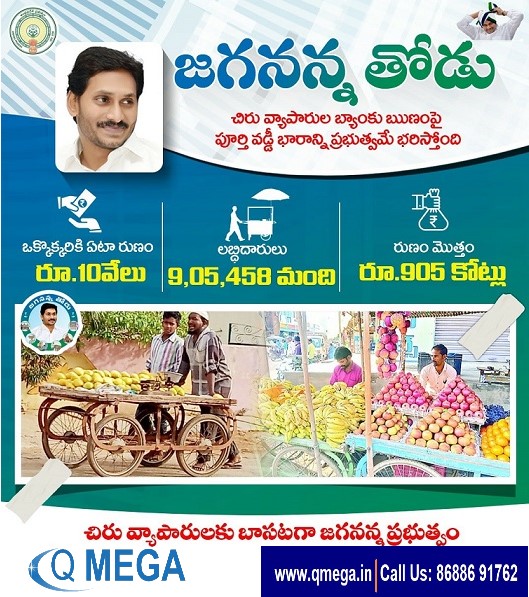 జగనన్న తోడు
చిరు వ్యాపారుల బ్యాంకు ఋణంపై
పూర్తి వడ్డీ భారాన్ని ప్రభుత్వమే భరిస్తోంది
ఒక్కొక్కరికి ఏటా రుణం
రూ.10వేలు
లబ్ధిదారులు
9,05,458 మంది
రుణం మొత్తం
రూ.905 కోట్లు
జగనన్న తోడు
చిరు వ్యాపారులకు బాసటగా జగనన్న ప్రభుత్వం
Q MEGA
www.qmega.in Call Us: 86886 91762